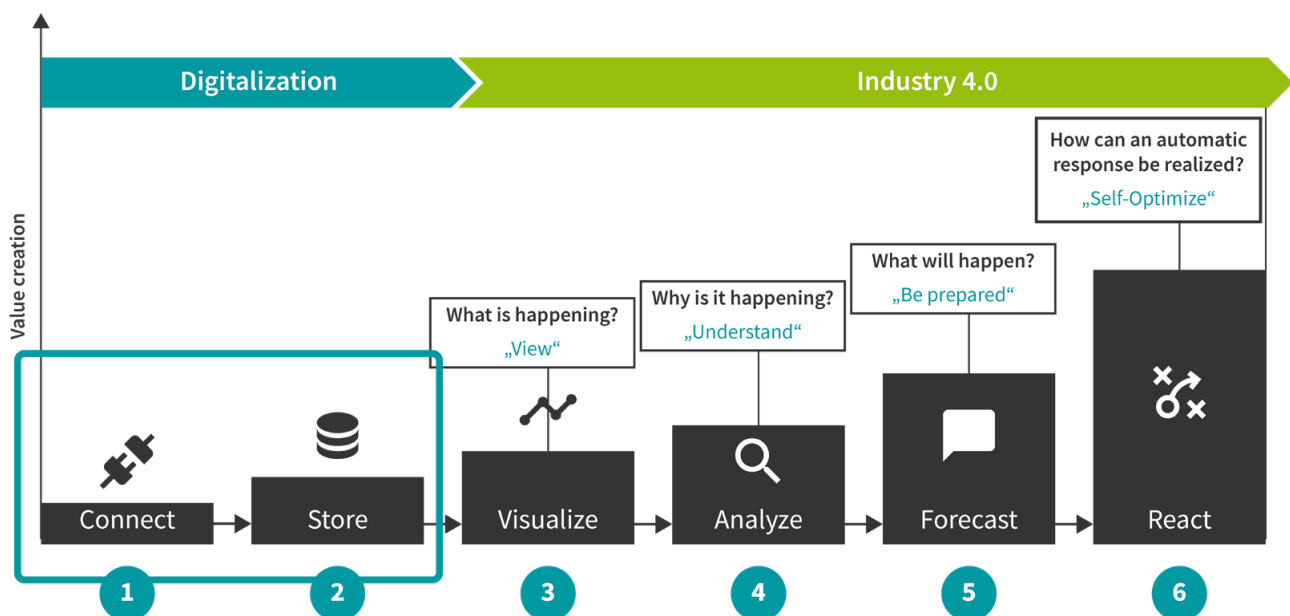 Digitalization
Industry 4.0
How can an automatic
response be realized?
„Self-Optimize“
What will happen?
„Be prepared“
Why is it happening?
„Understand“
What is happening?
„View“
Value creation
Connect
Store
Visualize
Analyze
Forecast
React
1
2
3
4
5
6